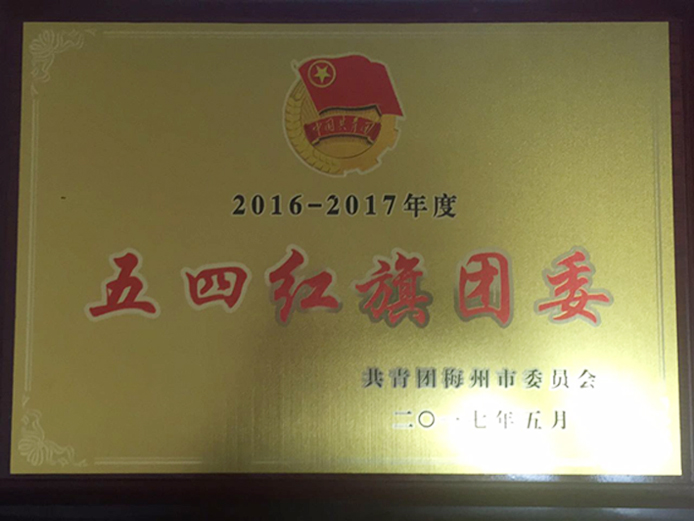 中国共青团
2016-2017年度
五四红旗团委
共青团梅州市委员会
二〇一七年五月